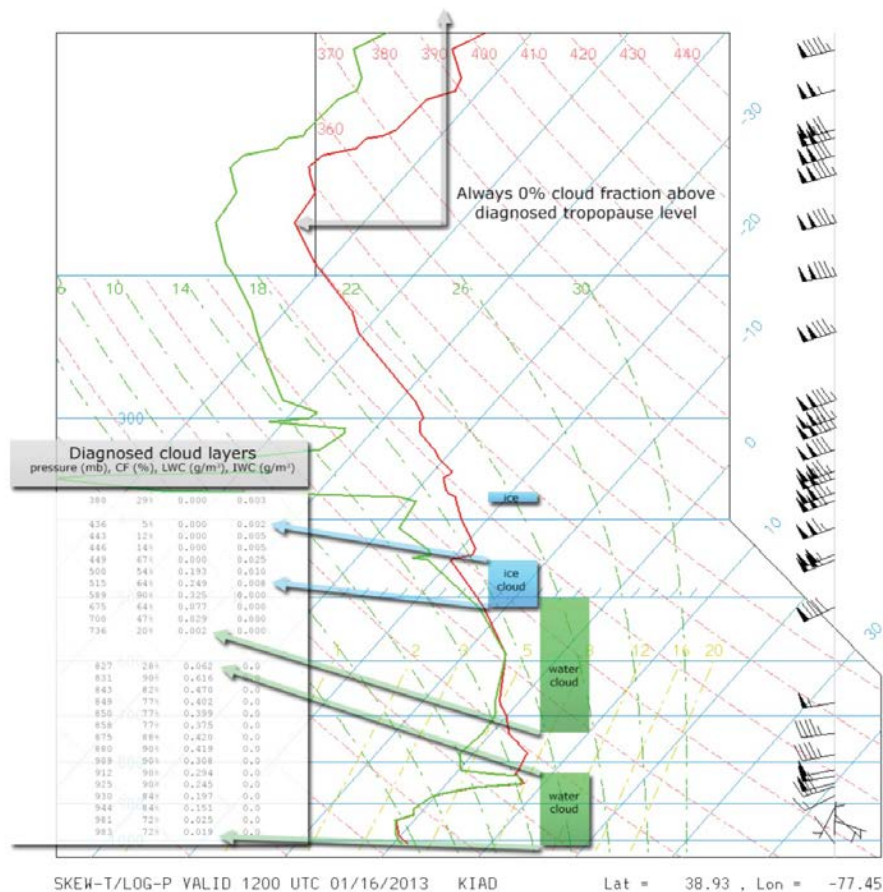 370 380 390 400 410 420 430 440
360
-30
Always 0% cloud fraction above
diagnosed tropopause level
-20
6 10 14 18 22 26 30
-10
300
0
Diagnosed cloud layers
pressure (mb), CF (%), LWC (g/m³), IWC (g/m³)
380 29% 0.000 0.003
ice
10
436 5% 0.000 0.002
443 12% 0.000 0.005
446 14% 0.000 0.005
449 67% 0.000 0.025
500 54% 0.193 0.010
515 64% 0.249 0.008
589 90% 0.325 0.000
675 64% 0.077 0.000
700 47% 0.029 0.000
736 20% 0.002 0.000
ice
cloud
30
1 2 3 5 8 12 16 20
827 28% 0.062 0.0
831 90% 0.616 0.0
843 82% 0.470 0.0
849 77% 0.402 0.0
850 77% 0.399 0.0
858 77% 0.375 0.0
875 88% 0.420 0.0
880 90% 0.419 0.0
909 90% 0.308 0.0
912 90% 0.294 0.0
925 90% 0.245 0.0
930 84% 0.197 0.0
944 84% 0.151 0.0
981 72% 0.025 0.0
983 72% 0.019 0.0
water
cloud
water
cloud
SKEW-T/LOG-P VALID 1200 UTC 01/16/2013 KIAD Lat = 38.93 , Lon = -77.45